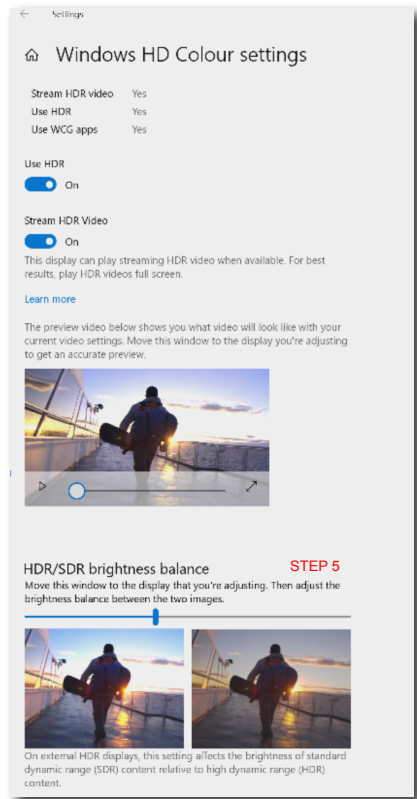 Settings
Windows HD Colour settings
Stream HDR video Yes
Use HDR Yes
Use WCG apps Yes
Use HDR
On
Stream HDR Video
On
This display can play streaming HDR video when available. For best
results, play HDR videos full screen.
Learn more
The preview video below shows you what video will look like with your
current video settings. Move this window to the display you're adjusting
to get an accurate preview.
HDR/SDR brightness balance STEP 5
Move this window to the display that you're adjusting. Then adjust the
brightness balance between the two images.
On external HDR displays, this setting affects the brightness of standard
dynamic range (SDR) content relative to high dynamic range (HDR)
content.